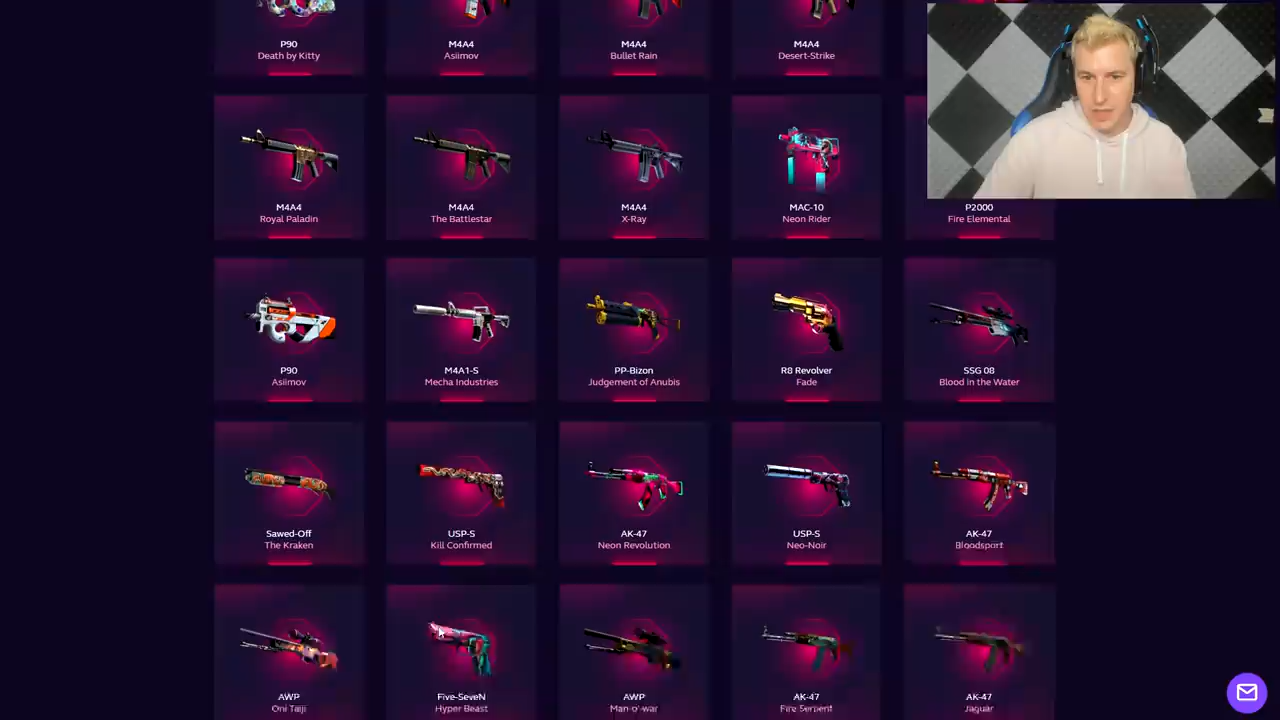 P90
Death by Kitty
M4A4
Asiimov
M4A4
Bullet Rain
M4A4
Desert-Strike
M4A4
Royal Paladin
M4A4
The Battlestar
M4A4
X-Ray
MAC-10
Neon Rider
P2000
Fire Elemental
P90
Asiimov
M4A1-S
Mecha Industries
PP-Bizon
Judgement of Anubis
R8 Revolver
Fade
SSG 08
Blood in the Water
Sawed-Off
The Kraken
USP-S
Kill Confirmed
AK-47
Neon Revolution
USP-S
Neo-Noir
AK-47
Bloodsport
AWP
Oni Taiji
Five-SeveN
Hyper Beast
AWP
Man-o'-war
AK-47
Fire Serpent
AK-47
Jaguar